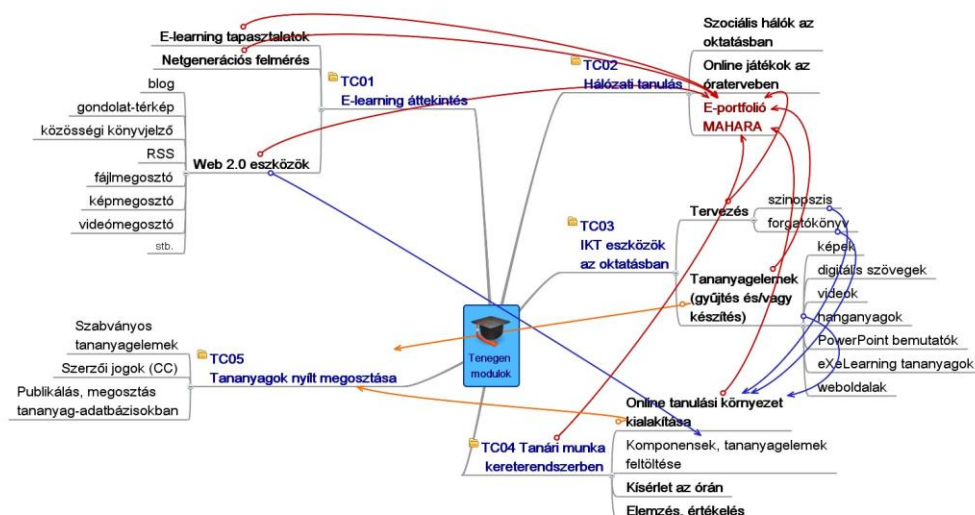 E-learning tapasztalatok
Netgenerációs felmérés
TC01
E-learning áttekintés
blog
gondolat-térkép
közösségi könyvjelző
RSS
fájlmegosztó
képmegosztó
videómegosztó
stb.
Web 2.0 eszközök
TC02
Hálózati tanulás
Szociális hálók az
oktatásban
Online játékok az
óratervében
E-portfolió
MAHARA
TC03
IKT eszközök
az oktatásban
Tervezés
szinopszis
forgatókönyv
Tananyagelemek
(gyűjtés és/vagy
készítés)
képek
digitális szövegek
videók
hanganyagok
PowerPoint bemutatók
eXeLearning tananyagok
weboldalak
Tenegen
modulok
Szabványos
tananyagelemek
Szerzői jogok (CC)
Publikálás, megosztás
tananyag-adatbázisokban
TC05
Tananyagok nyílt megosztása
TC04 Tanári munka
kereterendszerben
Online tanulási környezet
kialakítása
Komponensek, tananyagelemek
feltöltése
Kísérlet az órán
Elemzés, értékelés